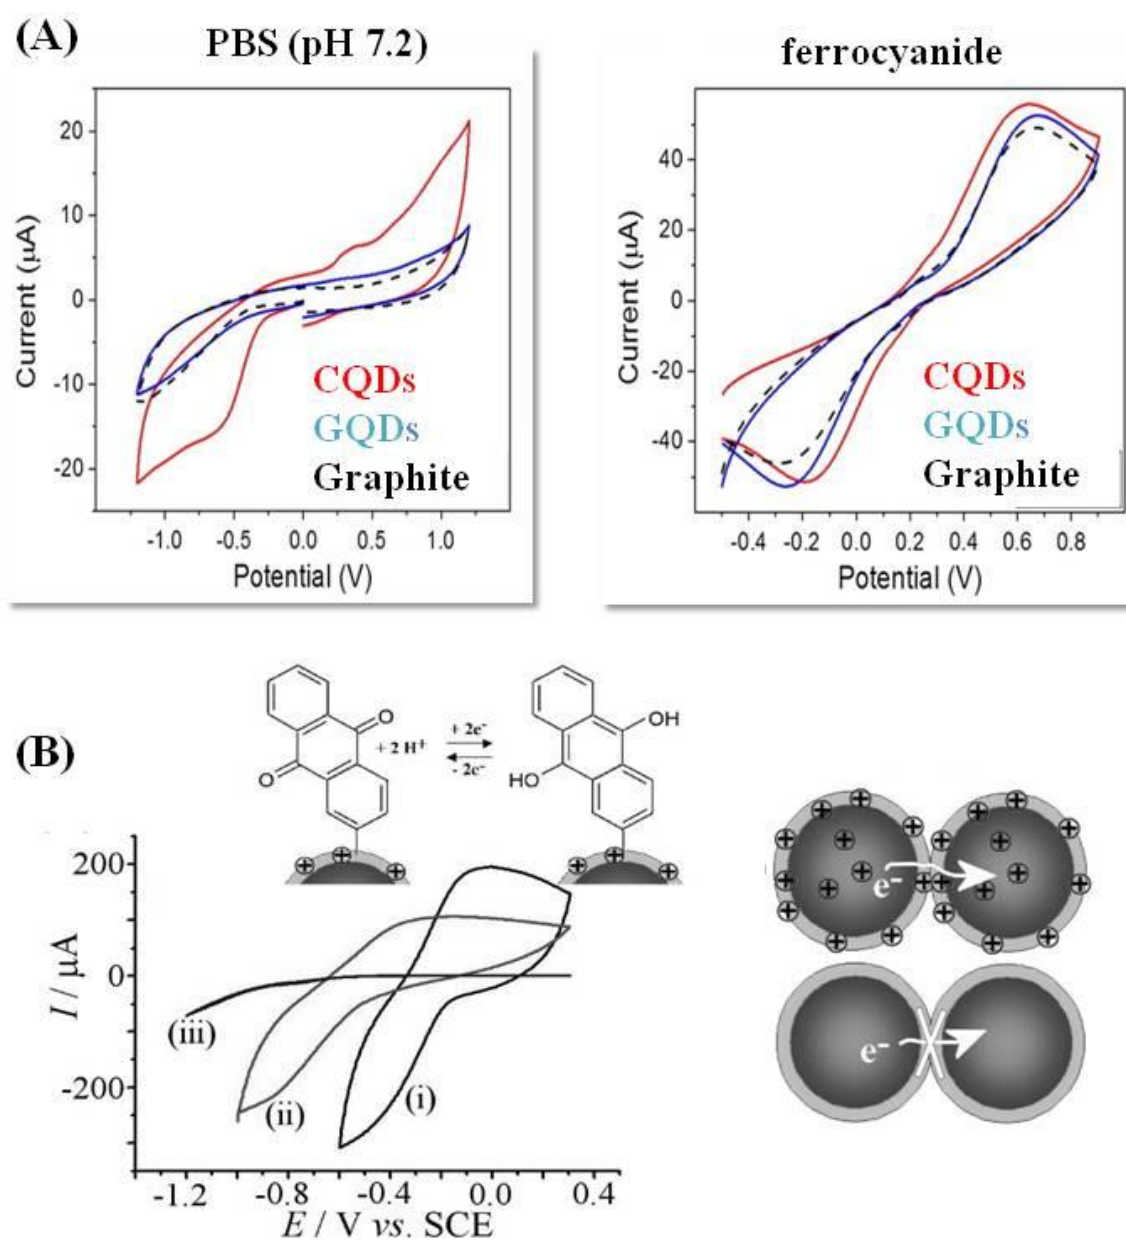 (A)
PBS (pH 7.2)
ferrocyanide
20
10
0
-10
-20
Current (μA)
CQDs
GQDs
Graphite
-1.0 -0.5 0.0 0.5 1.0
Potential (V)
40
20
0
-20
-40
Current (μA)
CQDs
GQDs
Graphite
-0.4 -0.2 0.0 0.2 0.4 0.6 0.8
Potential (V)
(B)
O
O
+ 2 H⁺
+ 2e⁻
- 2e⁻
OH
HO
+ + +
+ + +
200
0
-200
I / μA
(iii)
(ii)
(i)
-1.2 -0.8 -0.4 0.0 0.4
E / V vs. SCE
e⁻
e⁻